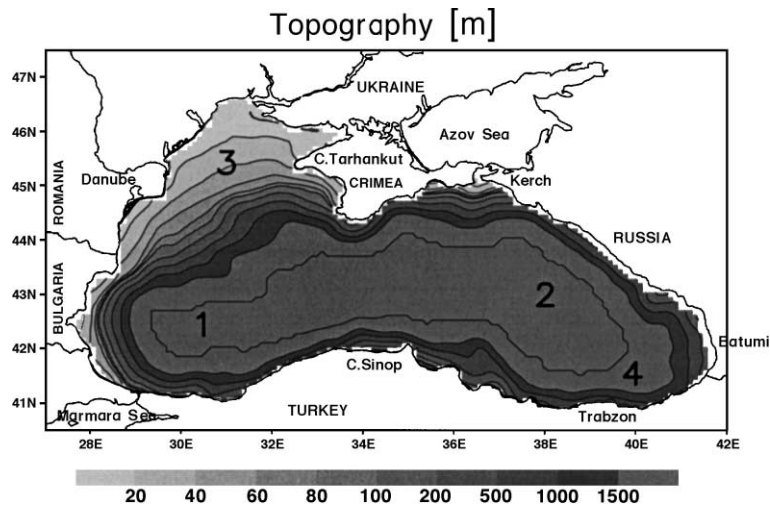 Topography [m]
47N
UKRAINE
46N
Azov Sea
3
C.Tarhankut
Danube
CRIMEA
Kerch
45N
ROMANIA
44N
RUSSIA
BULGARIA
43N
2
1
Batumi
42N
C.Sinop
4
41N
Marmara Sea
TURKEY
Trabzon
28E 30E 32E 34E 36E 38E 40E 42E
20 40 60 80 100 200 500 1000 1500